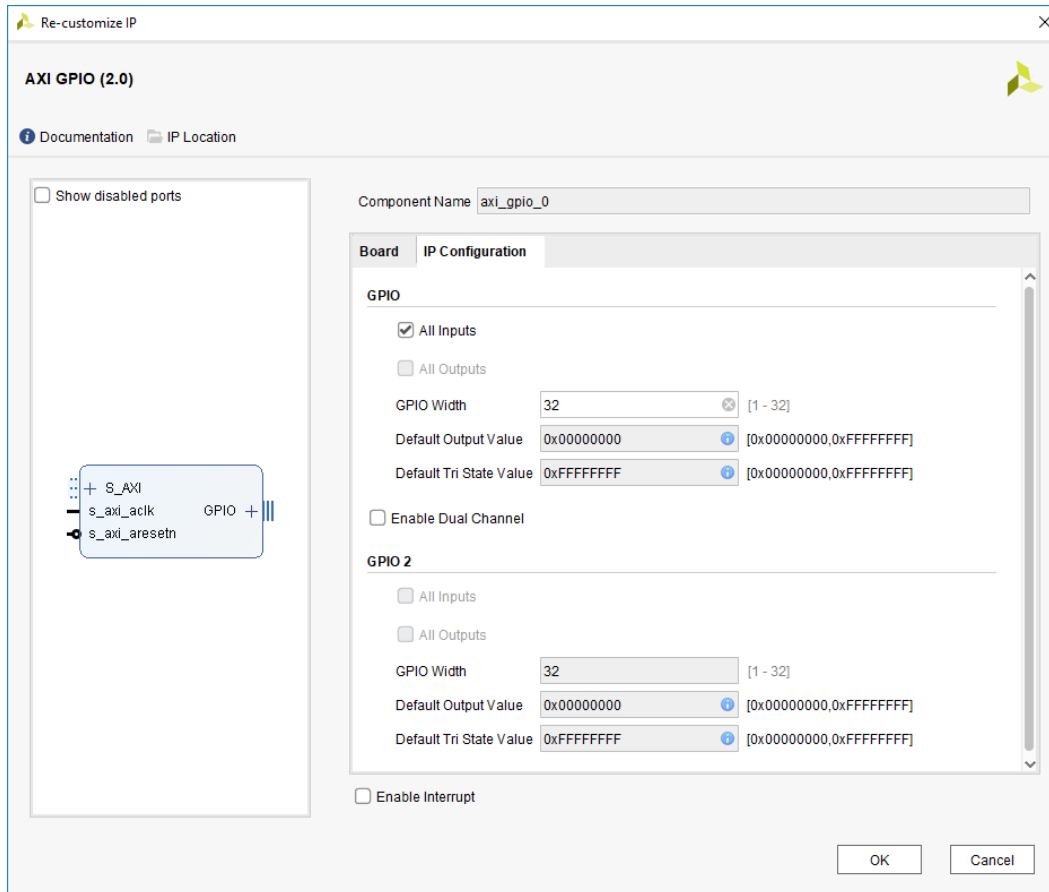 Re-customize IP
AXI GPIO (2.0)
Documentation IP Location
Show disabled ports
S_AXI
s_axi_aclk GPIO
s_axi_aresetn
Component Name axi_gpio_0
Board IP Configuration
GPIO
All Inputs
All Outputs
GPIO Width 32 [1 - 32]
Default Output Value 0x00000000 [0x00000000,0xFFFFFFFF]
Default Tri State Value 0xFFFFFFFF [0x00000000,0xFFFFFFFF]
Enable Dual Channel
GPIO 2
All Inputs
All Outputs
GPIO Width 32 [1 - 32]
Default Output Value 0x00000000 [0x00000000,0xFFFFFFFF]
Default Tri State Value 0xFFFFFFFF [0x00000000,0xFFFFFFFF]
Enable Interrupt
OK Cancel